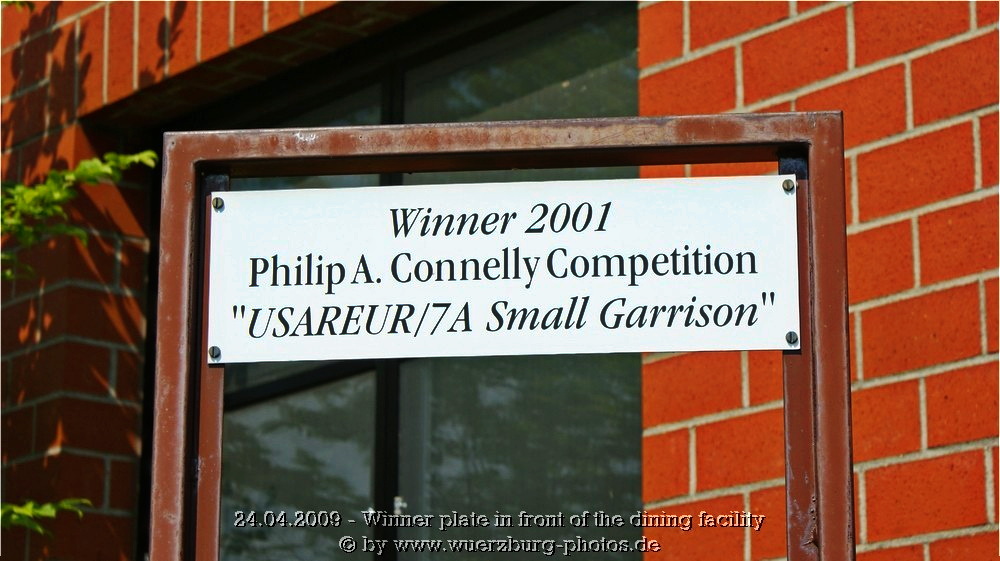 Winner 2001
Philip A. Connelly Competition
"USAREUR/7A Small Garrison"
24.04.2009 - Winner plate in front of the dining facility
© by www.wuerzburg-photos.de